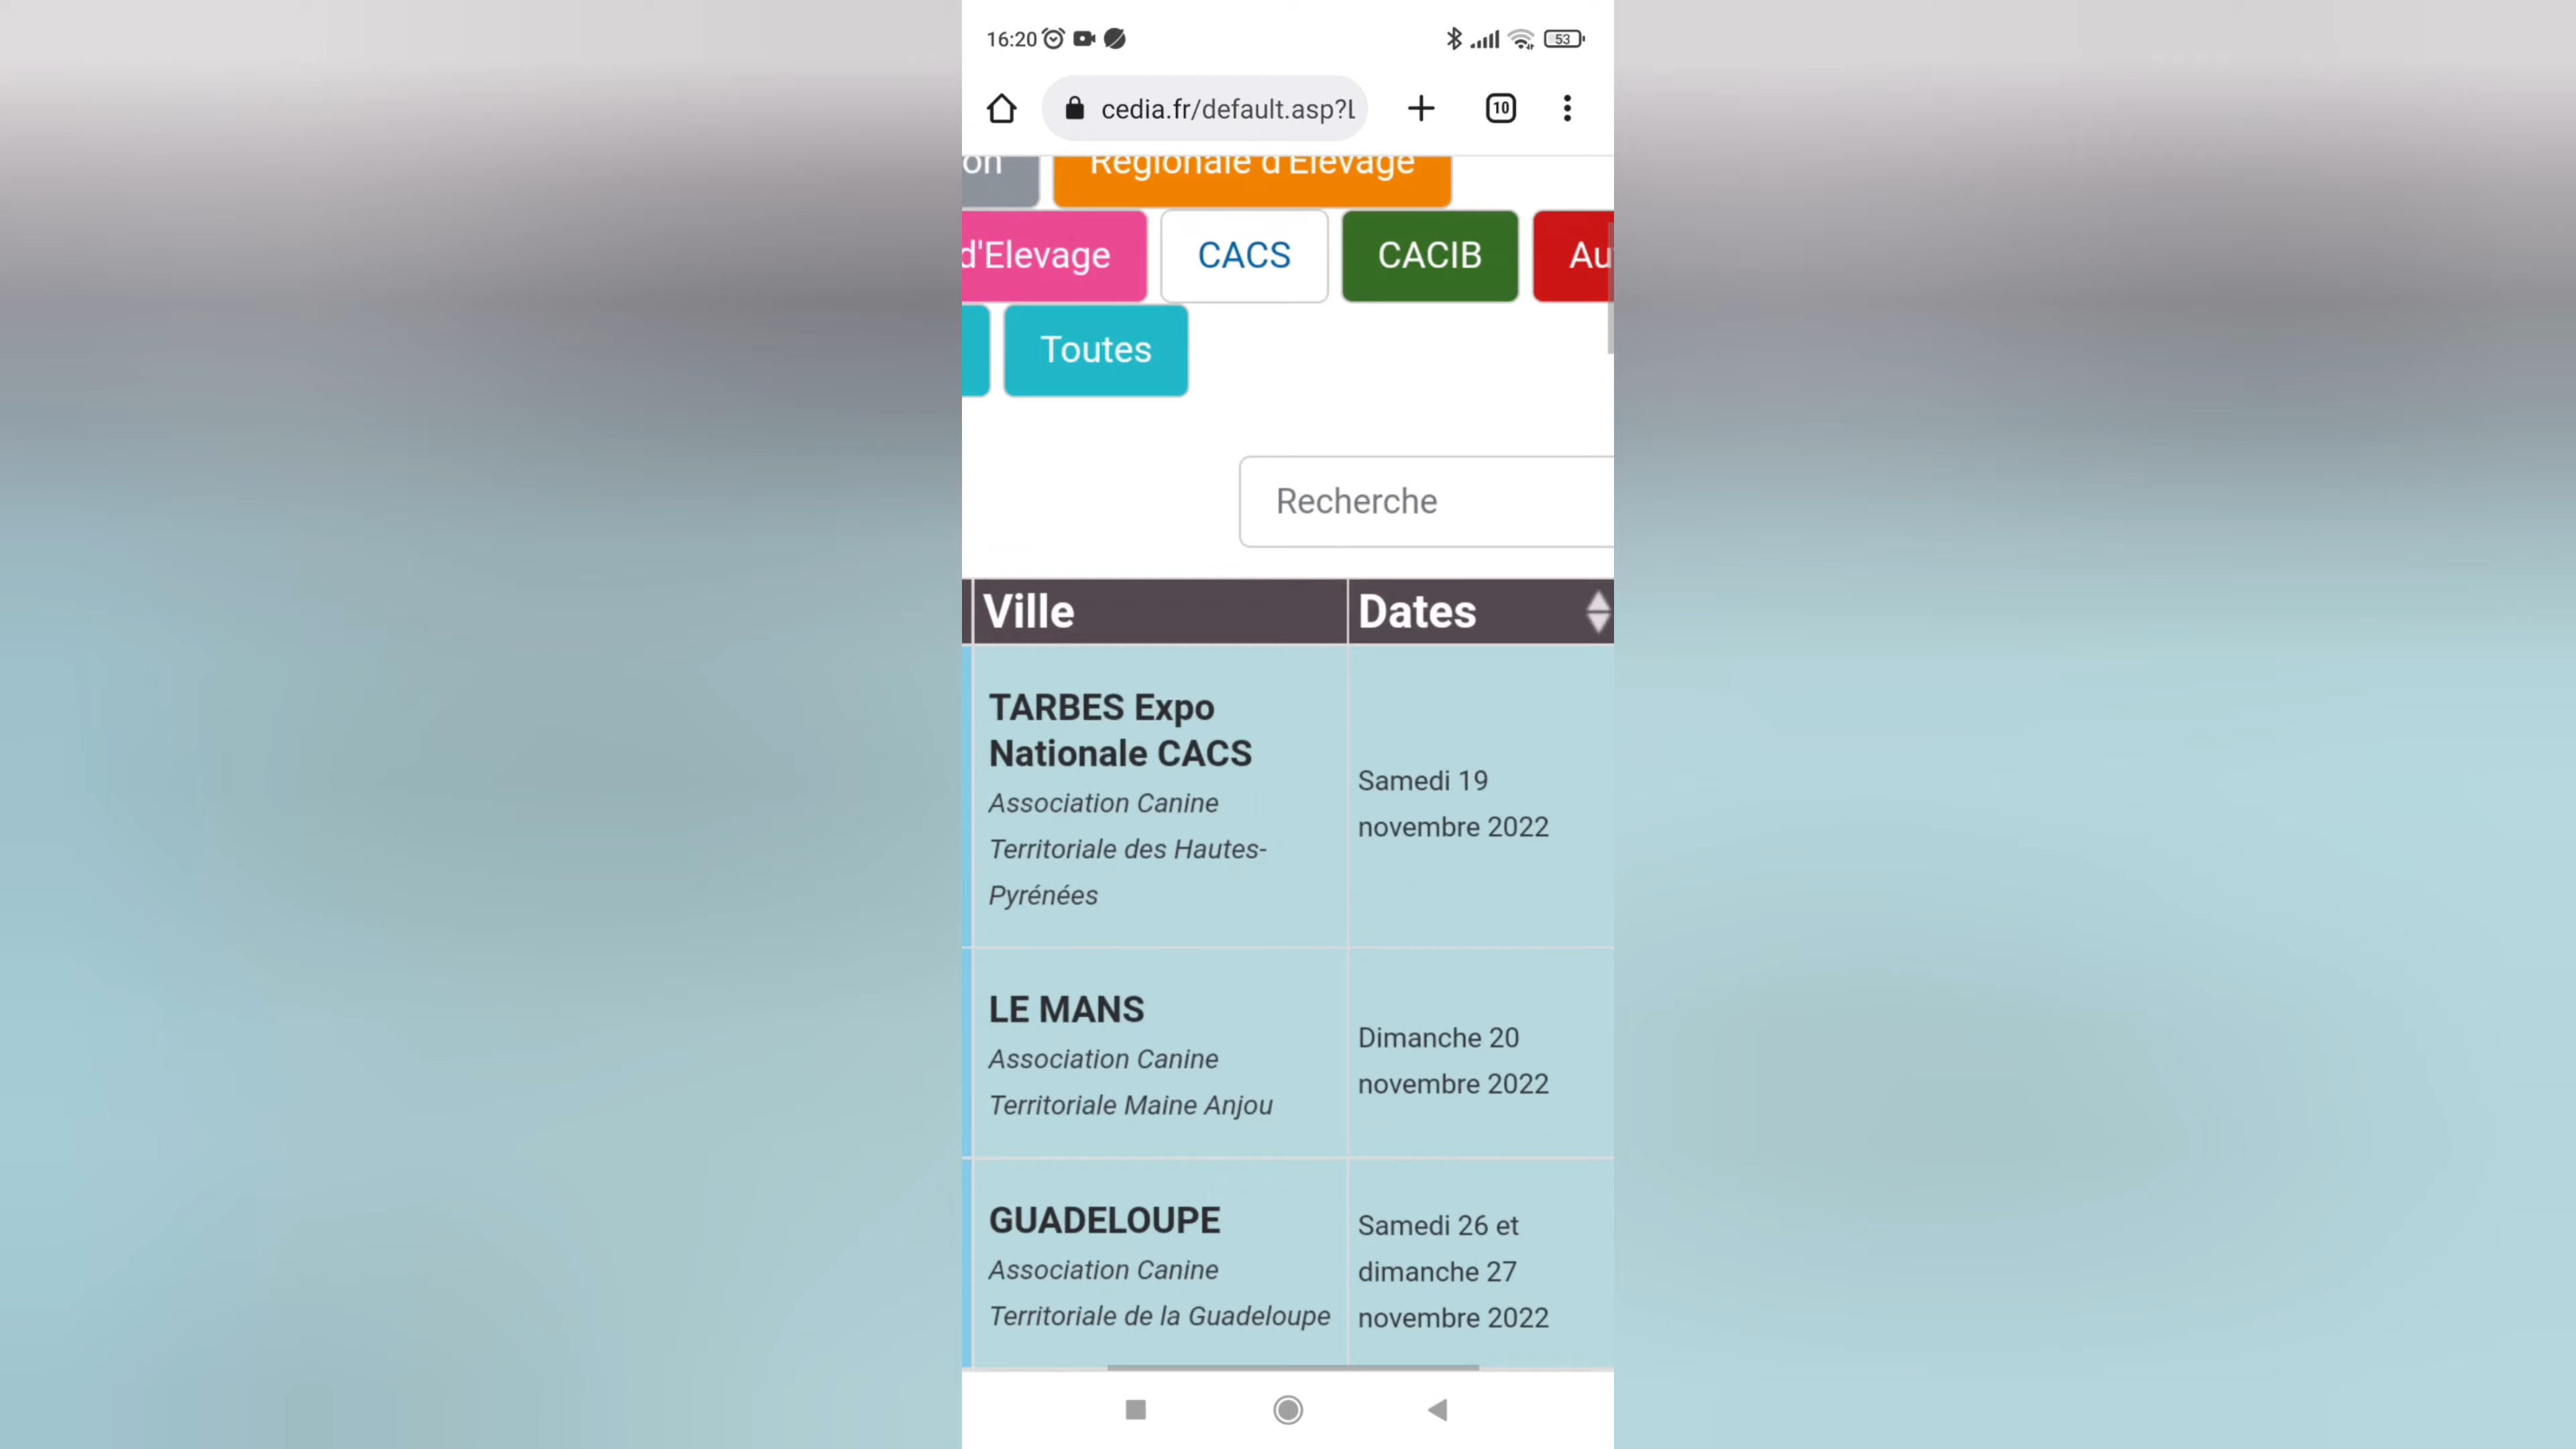 16:20
53
cedia.fr/default.asp?L
10
on
Régionale d'Elevage
d'Elevage
CACS
CACIB
Au
Toutes
Recherche
Ville
Dates
TARBES Expo
Nationale CACS
Association Canine
Territoriale des Hautes-
Pyrénées
Samedi 19
novembre 2022
LE MANS
Association Canine
Territoriale Maine Anjou
Dimanche 20
novembre 2022
GUADELOUPE
Association Canine
Territoriale de la Guadeloupe
Samedi 26 et
dimanche 27
novembre 2022